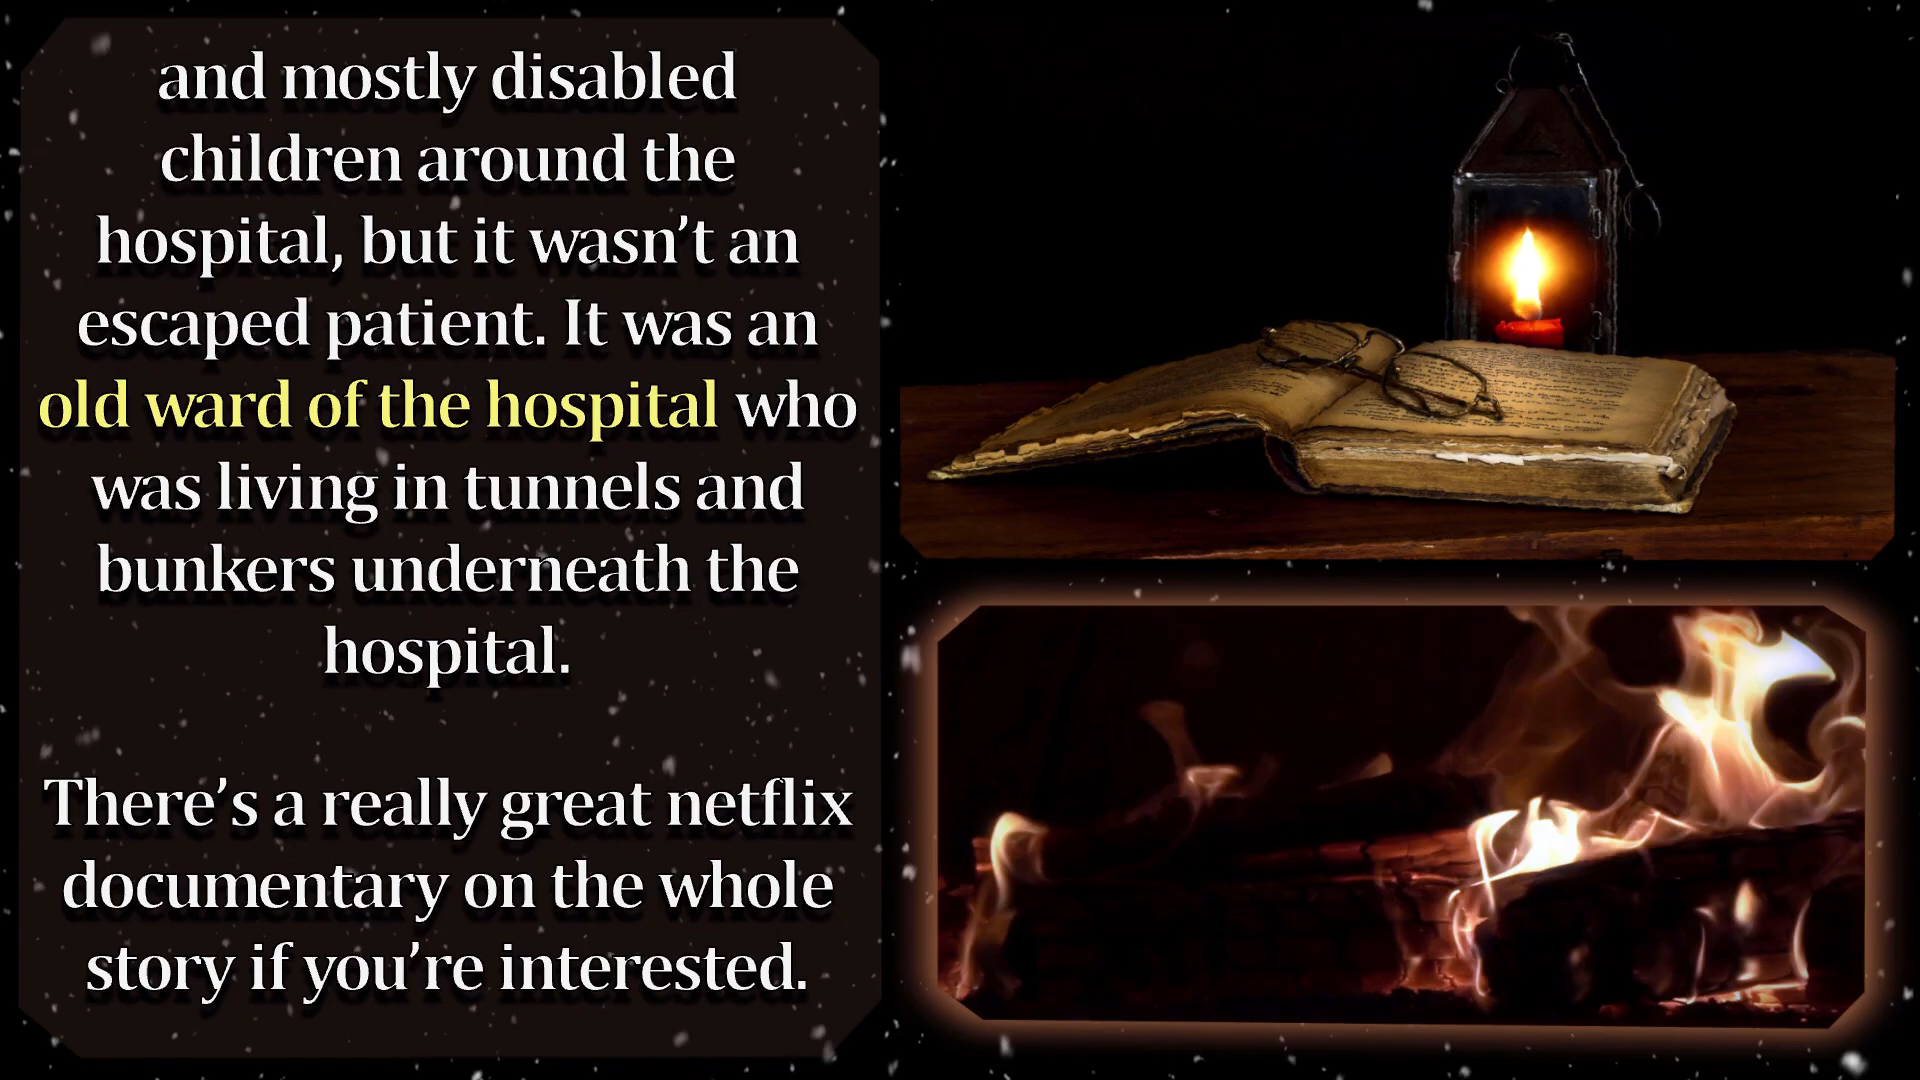 and mostly disabled
children around the
hospital, but it wasn’t an
escaped patient. It was an
old ward of the hospital who
was living in tunnels and
bunkers underneath the
hospital.
There’s a really great netflix
documentary on the whole
story if you’re interested.